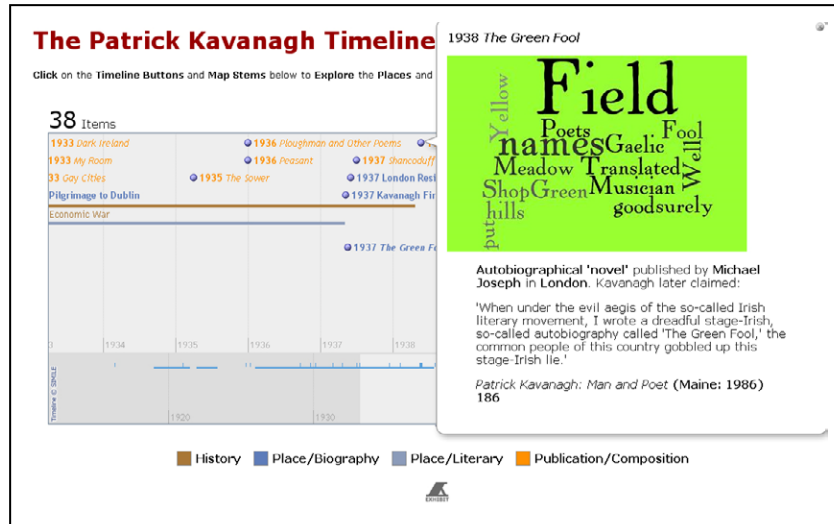 The Patrick Kavanagh Timeline
Click on the Timeline Buttons and Map Stems below to Explore the Places and
38 Items
1933 Dark Ireland
1936 Ploughman and Other Poems
1933 My Room
1936 Peasant
1937 Shancoduff
33 Gay Cities
1935 The Sower
1937 London Resi
Pilgrimage to Dublin
1937 Kavanagh Fir
Economic War
1937 The Green Fo
1934
1935
1936
1937
1938
Timeline © SIMILE
1920
1930
History
Place/Biography
Place/Literary
Publication/Composition
EXHIBIT
1938 The Green Fool
Field
Yellow
Poets
names
Gaelic
Fool
Well
Meadow
Translated
Shop
Green
Musician
hills
good
surely
put
Autobiographical 'novel' published by Michael
Joseph in London. Kavanagh later claimed:
'When under the evil aegis of the so-called Irish
literary movement, I wrote a dreadful stage-Irish,
so-called autobiography called 'The Green Fool,' the
common people of this country gobbled up this
stage-Irish lie.'
Patrick Kavanagh: Man and Poet (Maine: 1986)
186